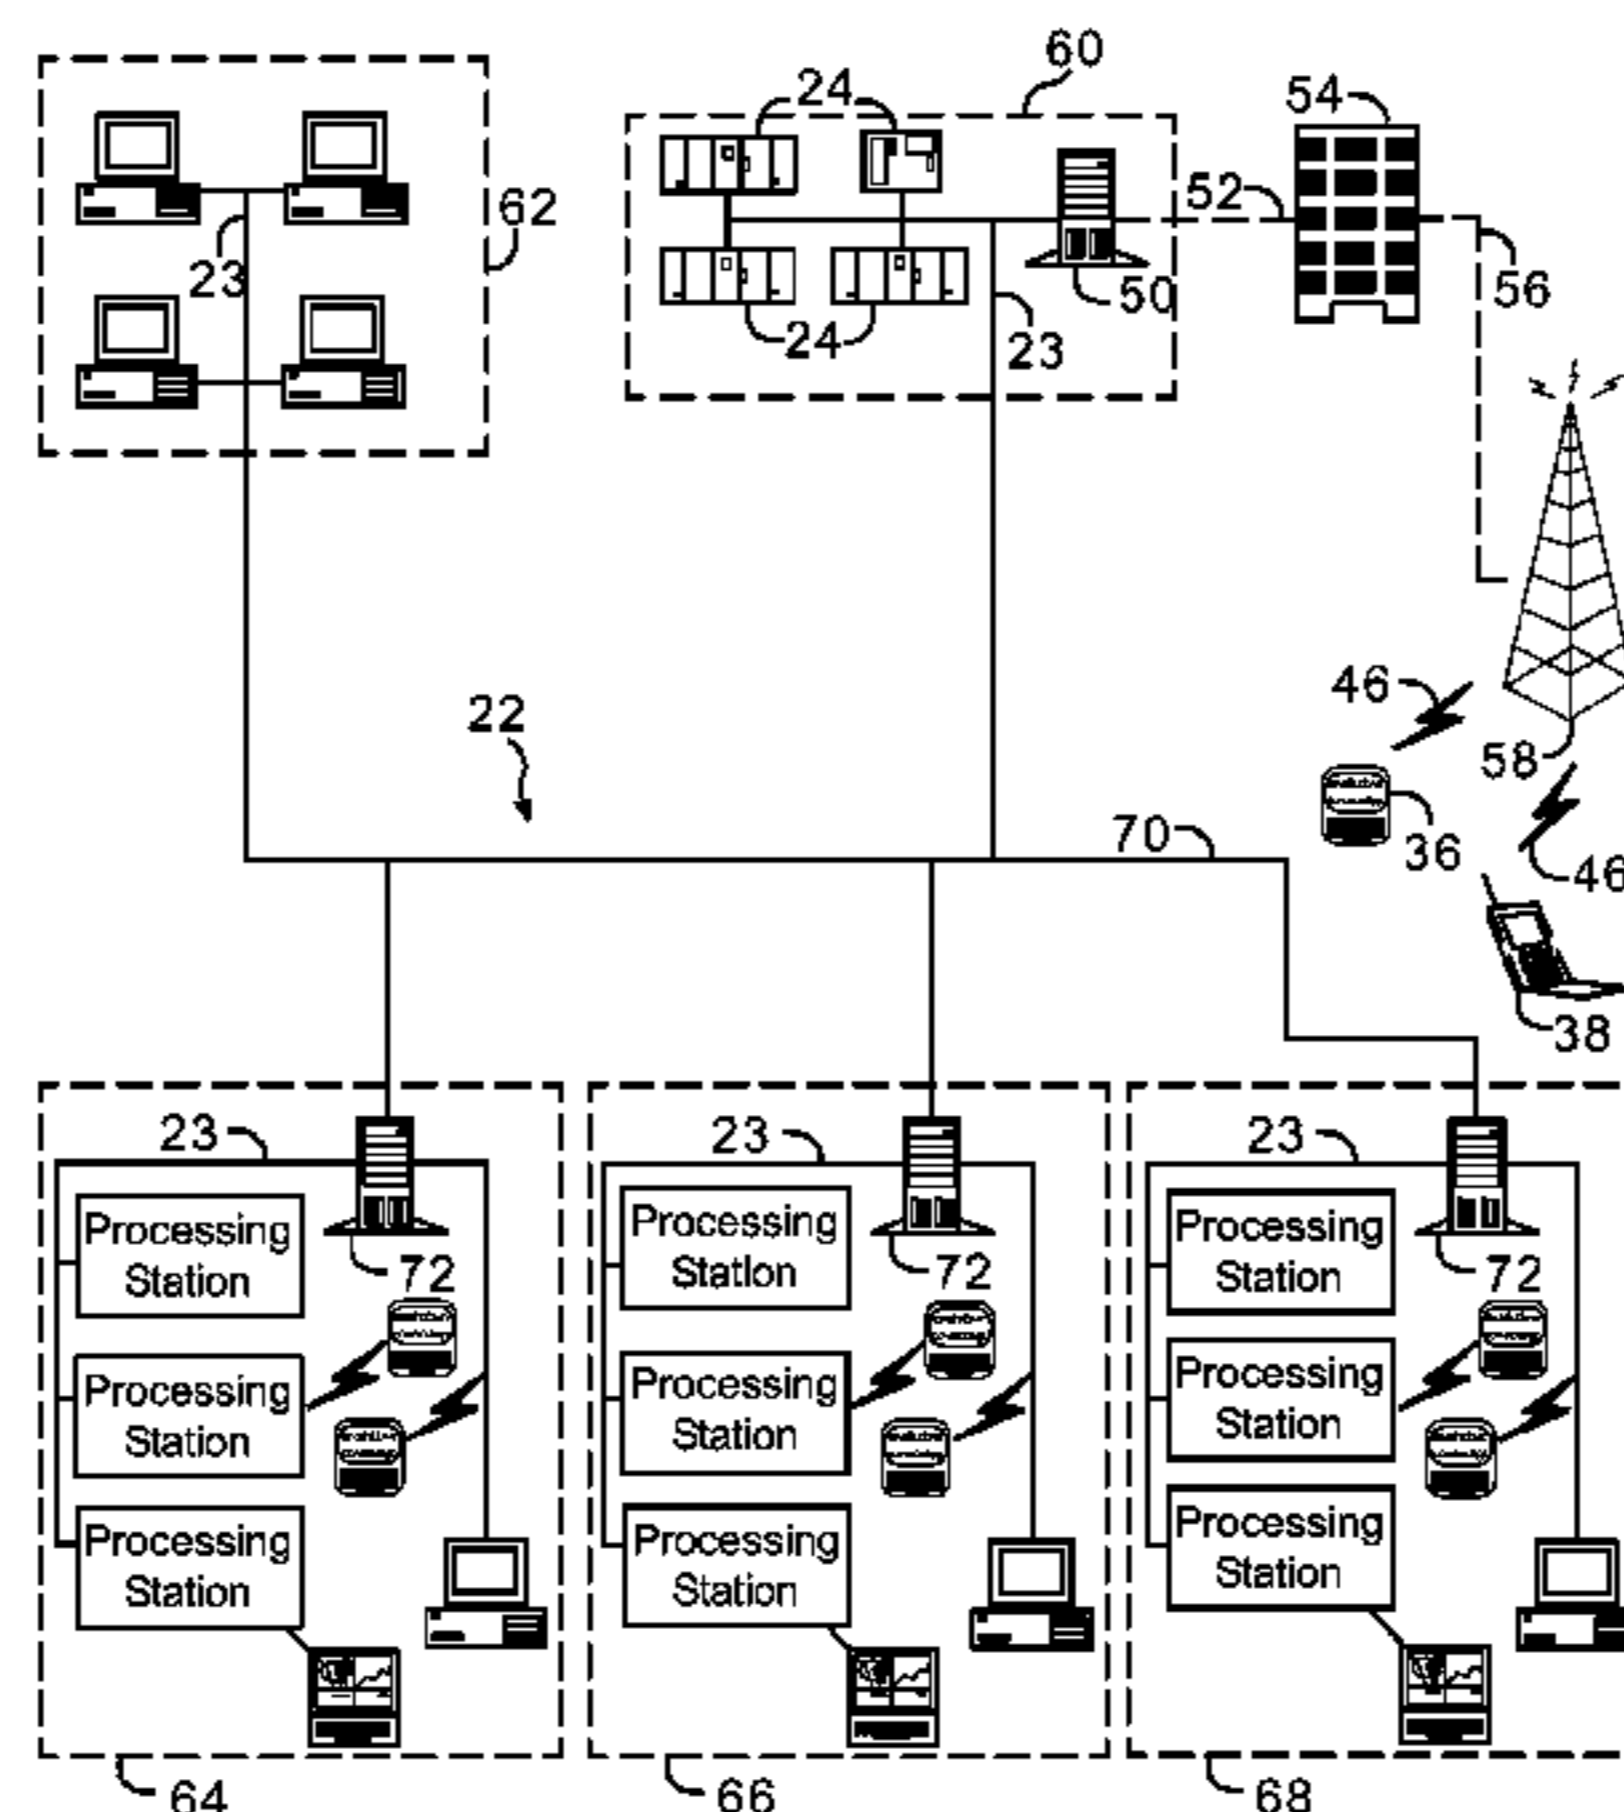 60
24
54
62
52
23
50
56
24
23
46
22
58
70
36
46
38
23
23
23
Processing
Station
Processing
Station
Processing
Station
72
72
72
Processing
Station
Processing
Station
Processing
Station
Processing
Station
Processing
Station
Processing
Station
64
66
68